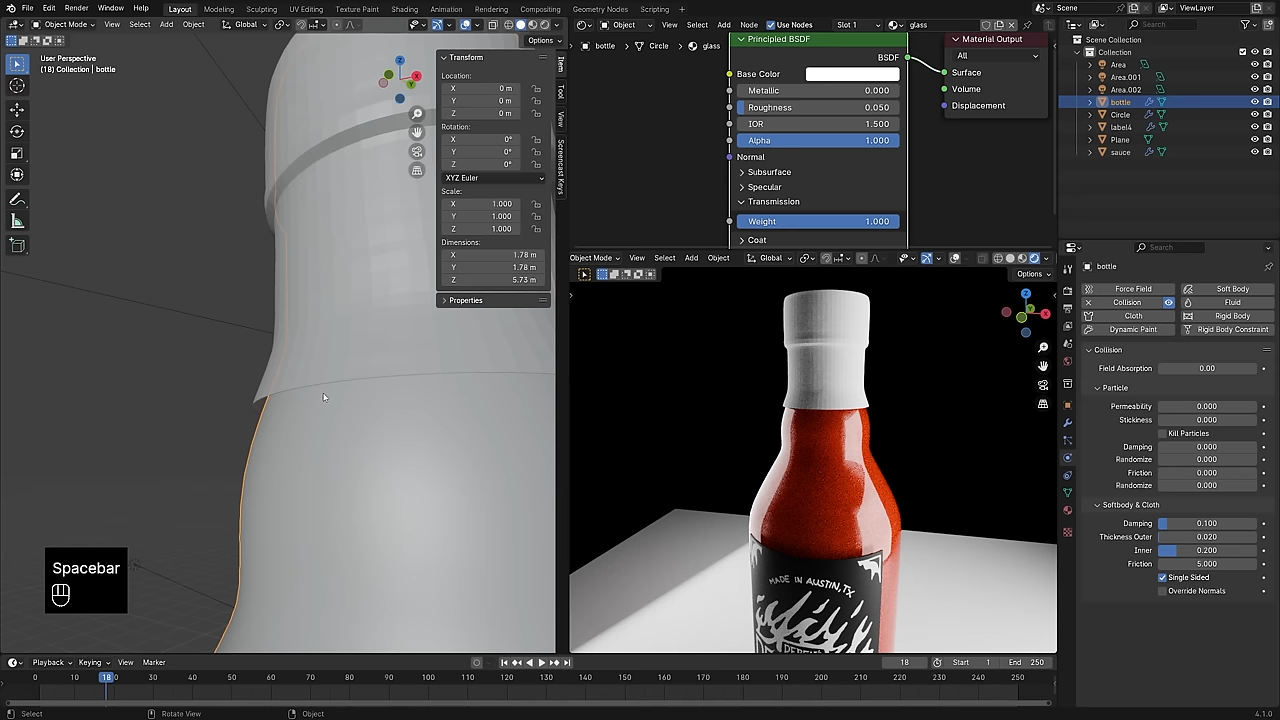 File Edit Render Window Help Layout Modeling Sculpting UV Editing Texture Paint Shading Animation Rendering Compositing Geometry Nodes Scripting Scene ViewLayer
Object Mode View Select Add Object Global
Options
User Perspective
(18) Collection | bottle
Transform
Location:
X 0 m
Y 0 m
Z 0 m
Rotation:
X 0°
Y 0°
Z 0°
XYZ Euler
Scale:
X 1.000
Y 1.000
Z 1.000
Dimensions:
X 1.78 m
Y 1.78 m
Z 5.73 m
Properties
Item
Tool
View
Screencast Keys
Spacebar
Object View Select Add Node Use Nodes Slot 1 glass
bottle Circle glass
Principled BSDF
BSDF
Base Color
Metallic 0.000
Roughness 0.050
IOR 1.500
Alpha 1.000
Normal
Subsurface
Specular
Transmission
Weight 1.000
Coat
Material Output
All
Surface
Volume
Displacement
Object Mode View Select Add Object Global
Options
MADE IN AUSTIN, TX
Search
Scene Collection
Collection
Area
Area.001
Area.002
bottle
Circle
label4
Plane
sauce
Search
bottle
Force Field Soft Body
Collision Fluid
Cloth Rigid Body
Dynamic Paint Rigid Body Constraint
Collision
Field Absorption 0.00
Particle
Permeability 0.000
Stickiness 0.000
Kill Particles
Damping 0.000
Randomize 0.000
Friction 0.000
Randomize 0.000
Softbody & Cloth
Damping 0.100
Thickness Outer 0.020
Inner 0.200
Friction 5.000
Single Sided
Override Normals
Playback Keying View Marker 18 Start 1 End 250
0 10 18 30 40 50 60 70 80 90 100 110 120 130 140 150 160 170 180 190 200 210 220 230 240 250
Select Rotate View Object 4.1.0